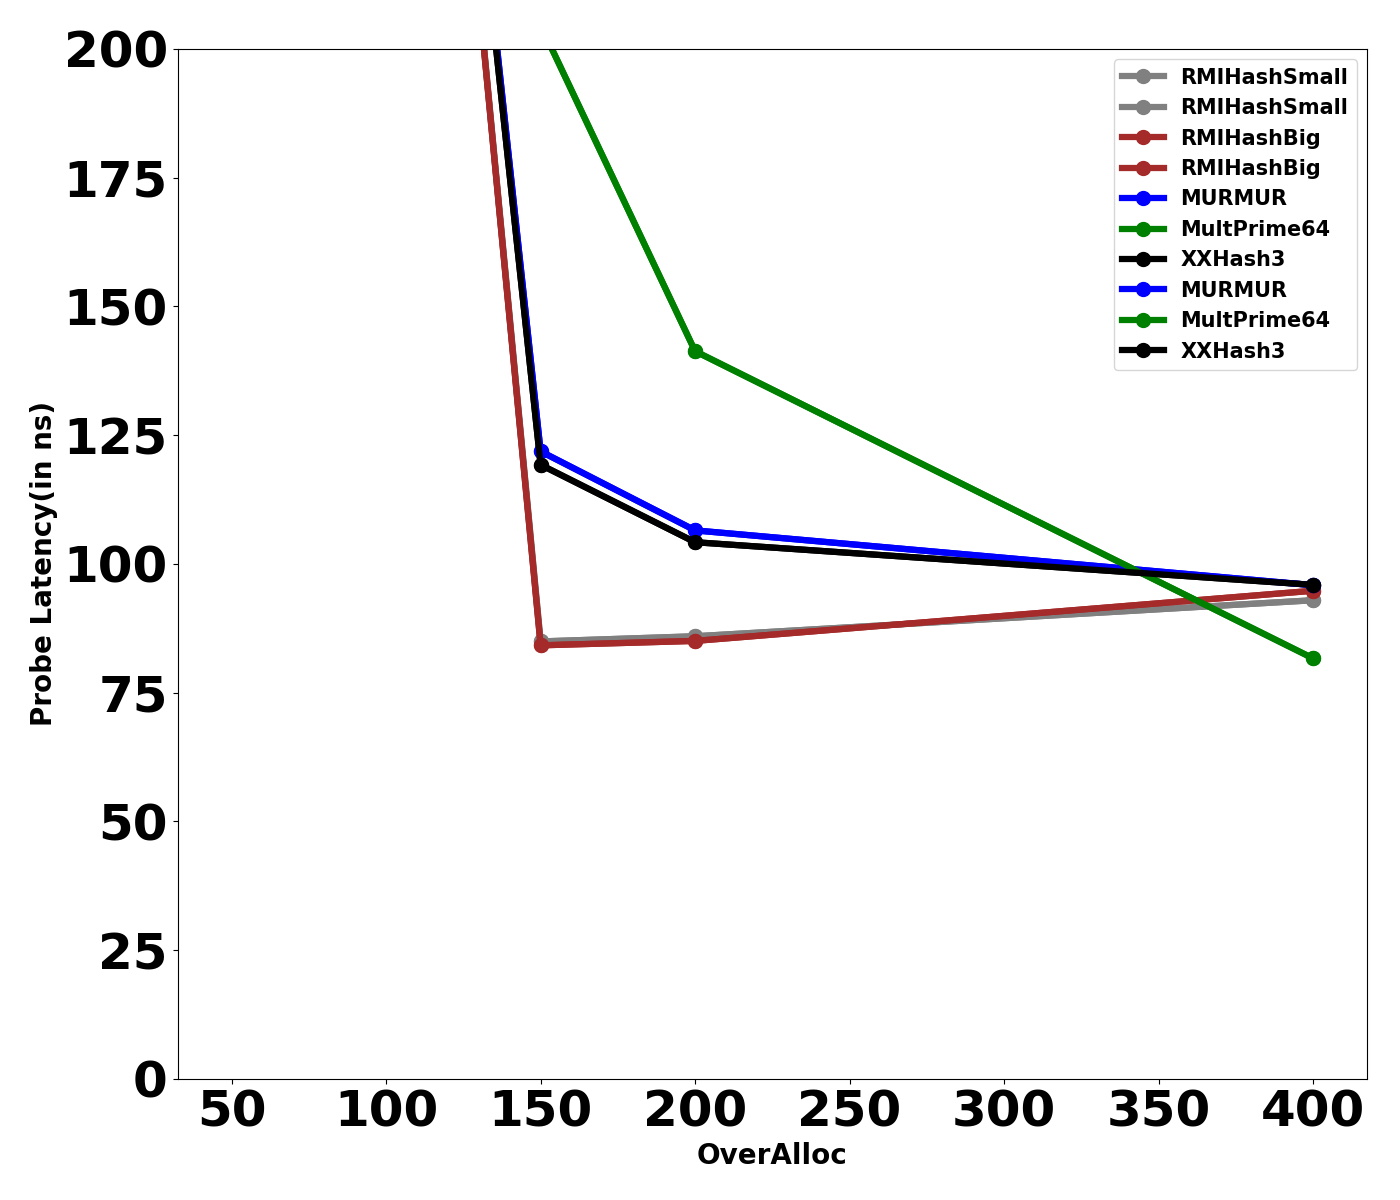 200
175
150
125
100
75
50
25
0
Probe Latency(in ns)
RMIHashSmall
RMIHashSmall
RMIHashBig
RMIHashBig
MURMUR
MultPrime64
XXHash3
MURMUR
MultPrime64
XXHash3
50 100 150 200 250 300 350 400
OverAlloc